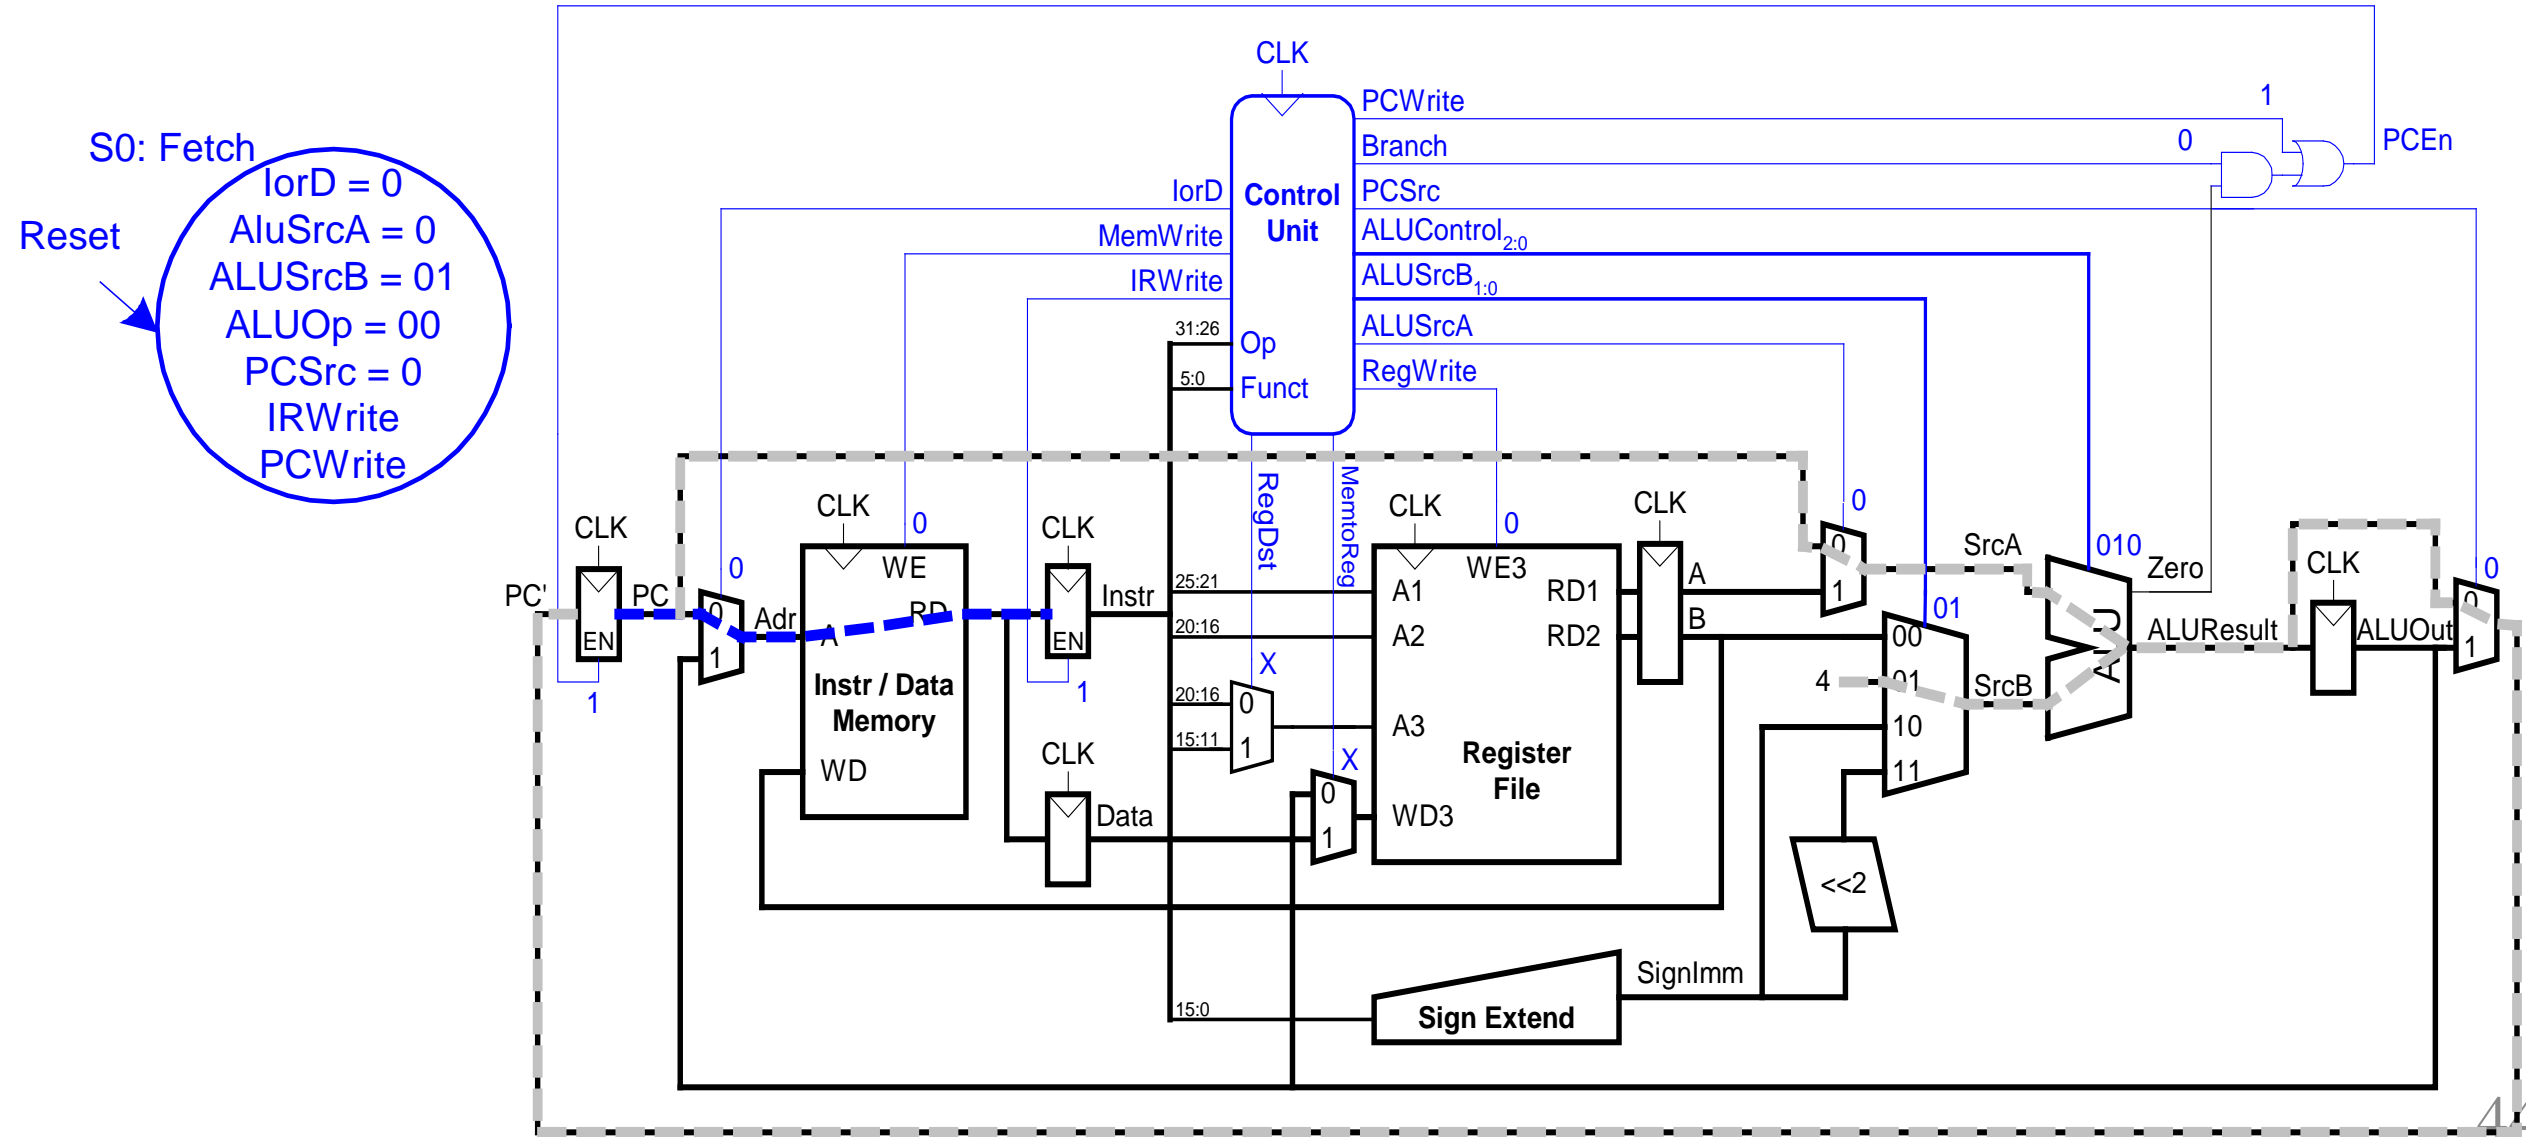 CLK
PCWrite
1
Branch
0
PCEn
S0: Fetch
IorD = 0
AluSrcA = 0
ALUSrcB = 01
ALUOp = 00
PCSrc = 0
IRWrite
PCWrite
Reset
IorD
Control
Unit
PCSrc
MemWrite
ALUControl2:0
IRWrite
ALUSrcB1:0
31:26
Op
ALUSrcA
5:0
Funct
RegWrite
RegDst
MemtoReg
CLK
CLK
CLK
CLK
CLK
0
0
0
0
0
SrcA
010
CLK
0
PC'
PC
EN
1
0
1
Adr
WE
A
RD
Instr / Data
Memory
WD
EN
1
Instr
25:21
20:16
20:16
15:11
X
0
1
CLK
Data
X
0
1
A1
A2
A3
WD3
WE3
RD1
RD2
Register
File
A
B
1
01
00
4
01
10
11
SrcB
ALU
Zero
ALUResult
ALUOut
0
1
<<2
SignImm
15:0
Sign Extend